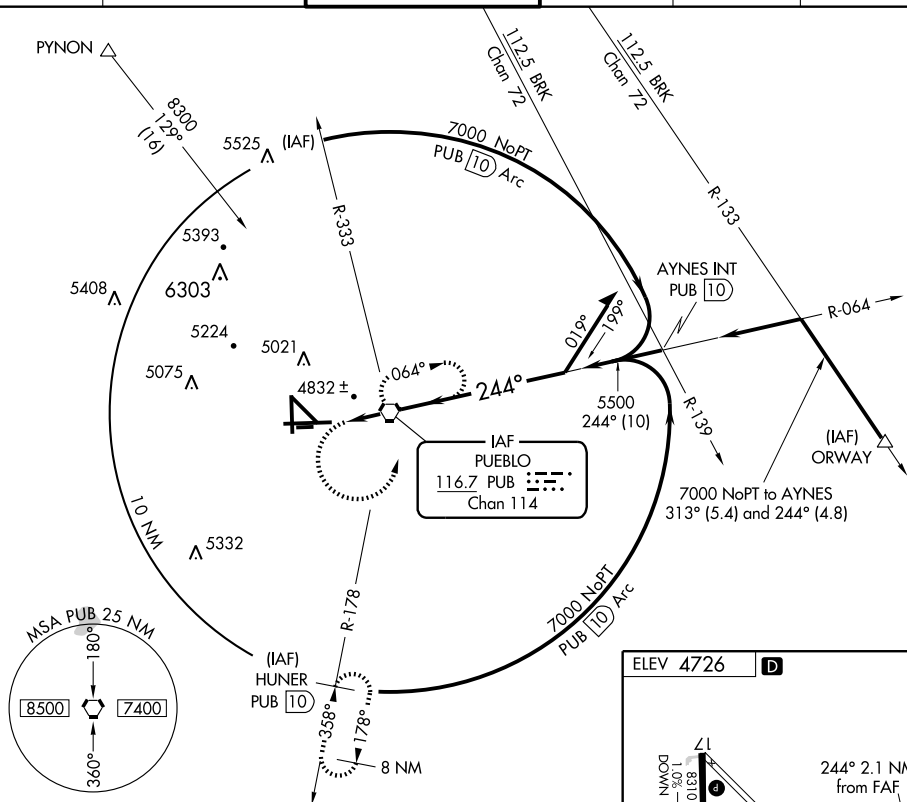 PYNON
8300
129°
(16)
5525
(IAF)
7000 NoPT
PUB 10 Arc
112.5 BRK
Chan 72
112.5 BRK
Chan 72
R-133
R-333
5393
6303
5408
5224
5075
5021
4832 ±
AYNES INT
PUB 10
R-064
019°
199°
064°
244°
5500
244° (10)
R-139
(IAF)
ORWAY
7000 NoPT to AYNES
313° (5.4) and 244° (4.8)
IAF
PUEBLO
116.7 PUB
Chan 114
10 NM
5332
R-178
7000 NoPT
PUB 10 Arc
MSA PUB 25 NM
180°
8500
7400
360°
(IAF)
HUNER
PUB 10
358°
178°
8 NM
ELEV 4726
D
17
8310
1.0%
DOWN
P
244° 2.1 NM
from FAF